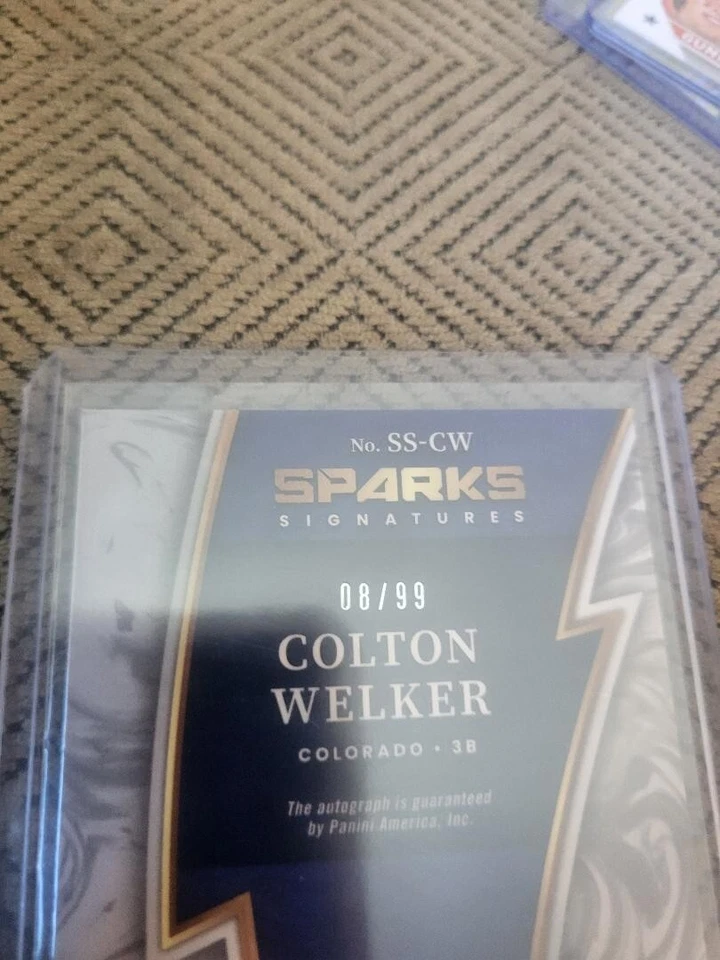 No. SS-CW
SPARKS
SIGNATURES
08/99
COLTON
WELKER
COLORADO • 3B
The autograph is guaranteed
by Panini America, Inc.